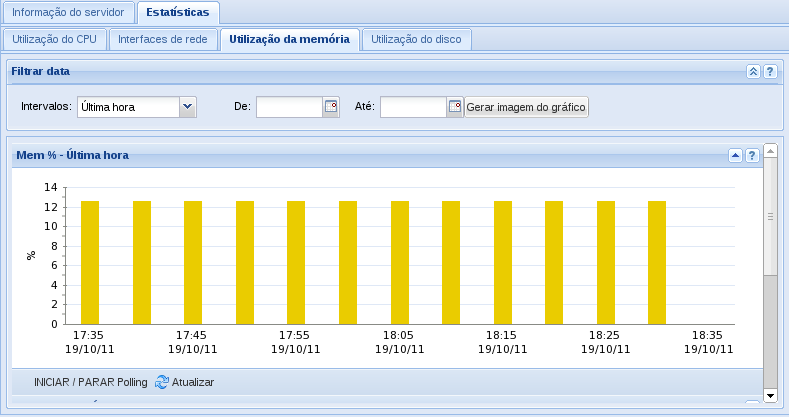 Informação do servidor Estatísticas
Utilização do CPU Interfaces de rede Utilização da memória Utilização do disco
Filtrar data ?
Intervalos: Última hora De: Até: Gerar imagem do gráfico
Mem % - Última hora ?
14
12
10
8
6
4
2
0
%
17:35 17:45 17:55 18:05 18:15 18:25 18:35
19/10/11 19/10/11 19/10/11 19/10/11 19/10/11 19/10/11 19/10/11
INICIAR / PARAR Polling Atualizar